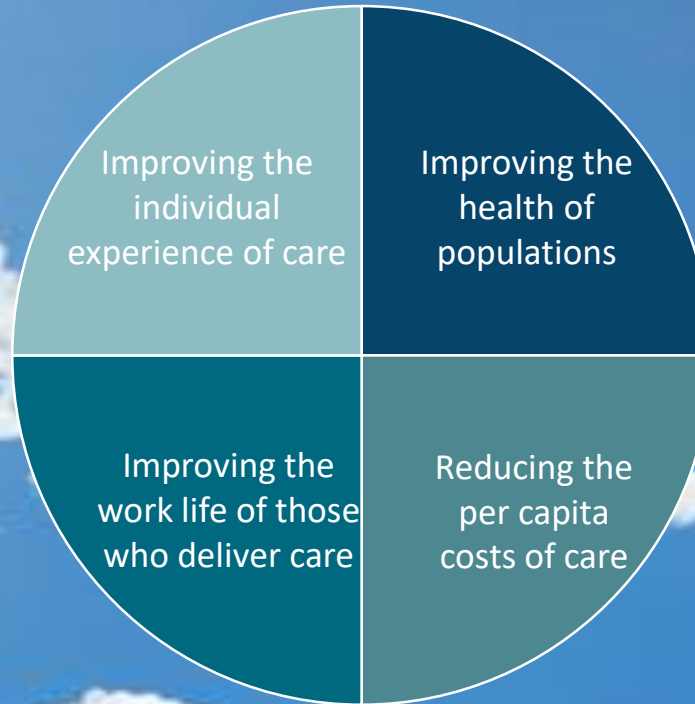 Improving the
individual
experience of care
Improving the
health of
populations
Improving the
work life of those
who deliver care
Reducing the
per capita
costs of care